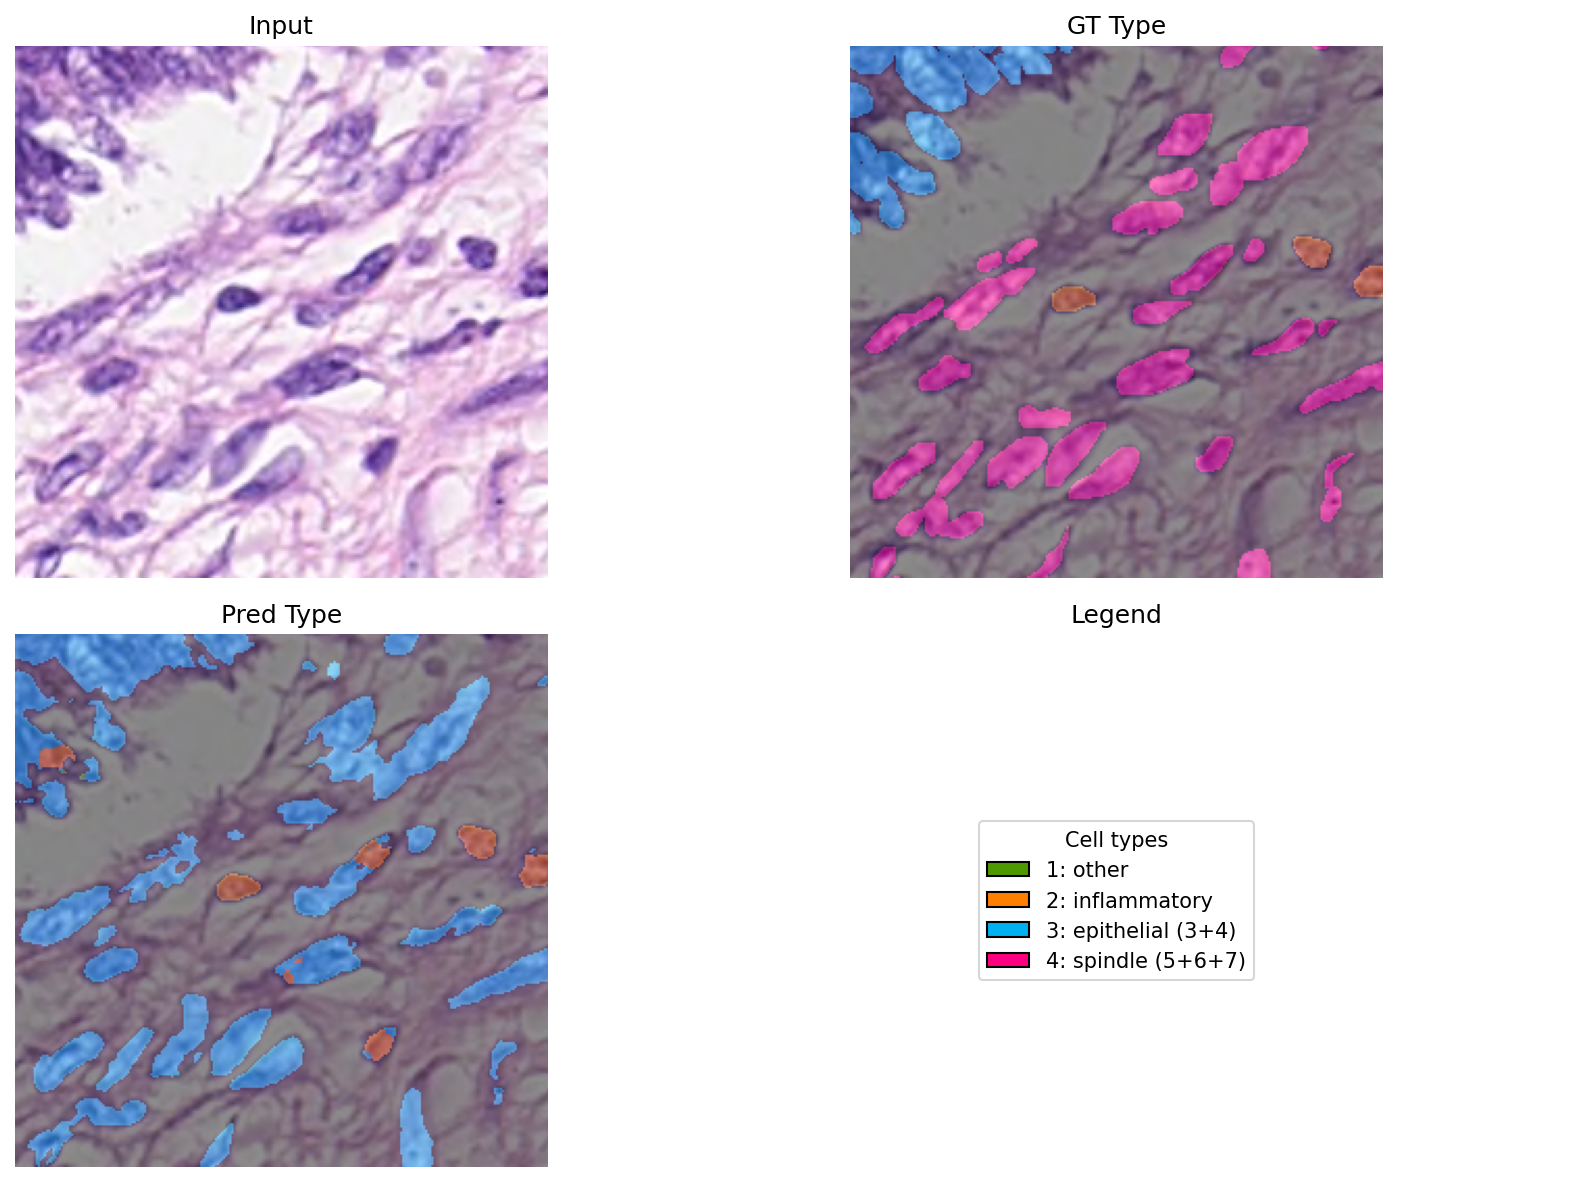 Input
GT Type
Pred Type
Legend
Cell types
1: other
2: inflammatory
3: epithelial (3+4)
4: spindle (5+6+7)